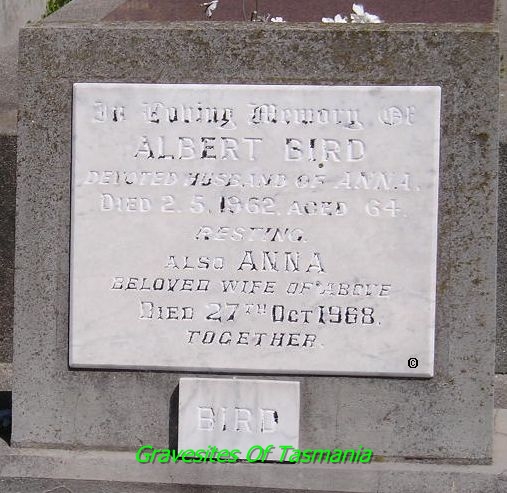 In Loving Memory Of
ALBERT BIRD
DEVOTED HUSBAND OF ANNA.
DIED 2.5.1962. AGED 64.
RESTING.
ALSO ANNA
BELOVED WIFE OF ABOVE
DIED 27TH OCT 1968.
TOGETHER.
©
BIRD
Gravesites Of Tasmania